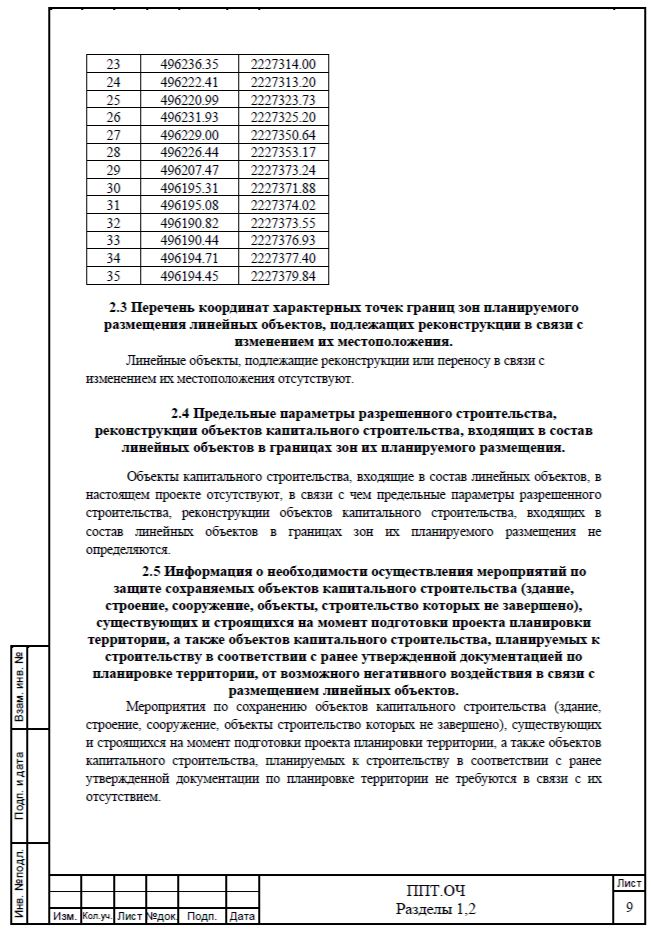 23 496236.35 2227314.00
24 496222.41 2227313.20
25 496220.99 2227323.73
26 496231.93 2227325.20
27 496229.00 2227350.64
28 496226.44 2227353.17
29 496207.47 2227373.24
30 496195.31 2227371.88
31 496195.08 2227374.02
32 496190.82 2227373.55
33 496190.44 2227376.93
34 496194.71 2227377.40
35 496194.45 2227379.84
2.3 Перечень координат характерных точек границ зон планируемого
размещения линейных объектов, подлежащих реконструкции в связи с
изменением их местоположения.
Линейные объекты, подлежащие реконструкции или переносу в связи с
изменением их местоположения отсутствуют.
2.4 Предельные параметры разрешенного строительства,
реконструкции объектов капитального строительства, входящих в состав
линейных объектов в границах зон их планируемого размещения.
Объекты капитального строительства, входящие в состав линейных объектов, в
настоящем проекте отсутствуют, в связи с чем предельные параметры разрешенного
строительства, реконструкции объектов капитального строительства, входящих в
состав линейных объектов в границах зон их планируемого размещения не
определяются.
2.5 Информация о необходимости осуществления мероприятий по
защите сохраняемых объектов капитального строительства (здание,
строение, сооружение, объекты, строительство которых не завершено),
существующих и строящихся на момент подготовки проекта планировки
территории, а также объектов капитального строительства, планируемых к
строительству в соответствии с ранее утвержденной документацией по
планировке территории, от возможного негативного воздействия в связи с
размещением линейных объектов.
Мероприятия по сохранению объектов капитального строительства (здание,
строение, сооружение, объекты строительство которых не завершено), существующих
и строящихся на момент подготовки проекта планировки территории, а также объектов
капитального строительства, планируемых к строительству в соответствии с ранее
утвержденной документации по планировке территории не требуются в связи с их
отсутствием.
Взам. инв. №
Подп. и дата
Инв. №подл.
Изм. Кол.уч. Лист №док. Подп. Дата
ППТ.ОЧ
Разделы 1,2
Лист
9